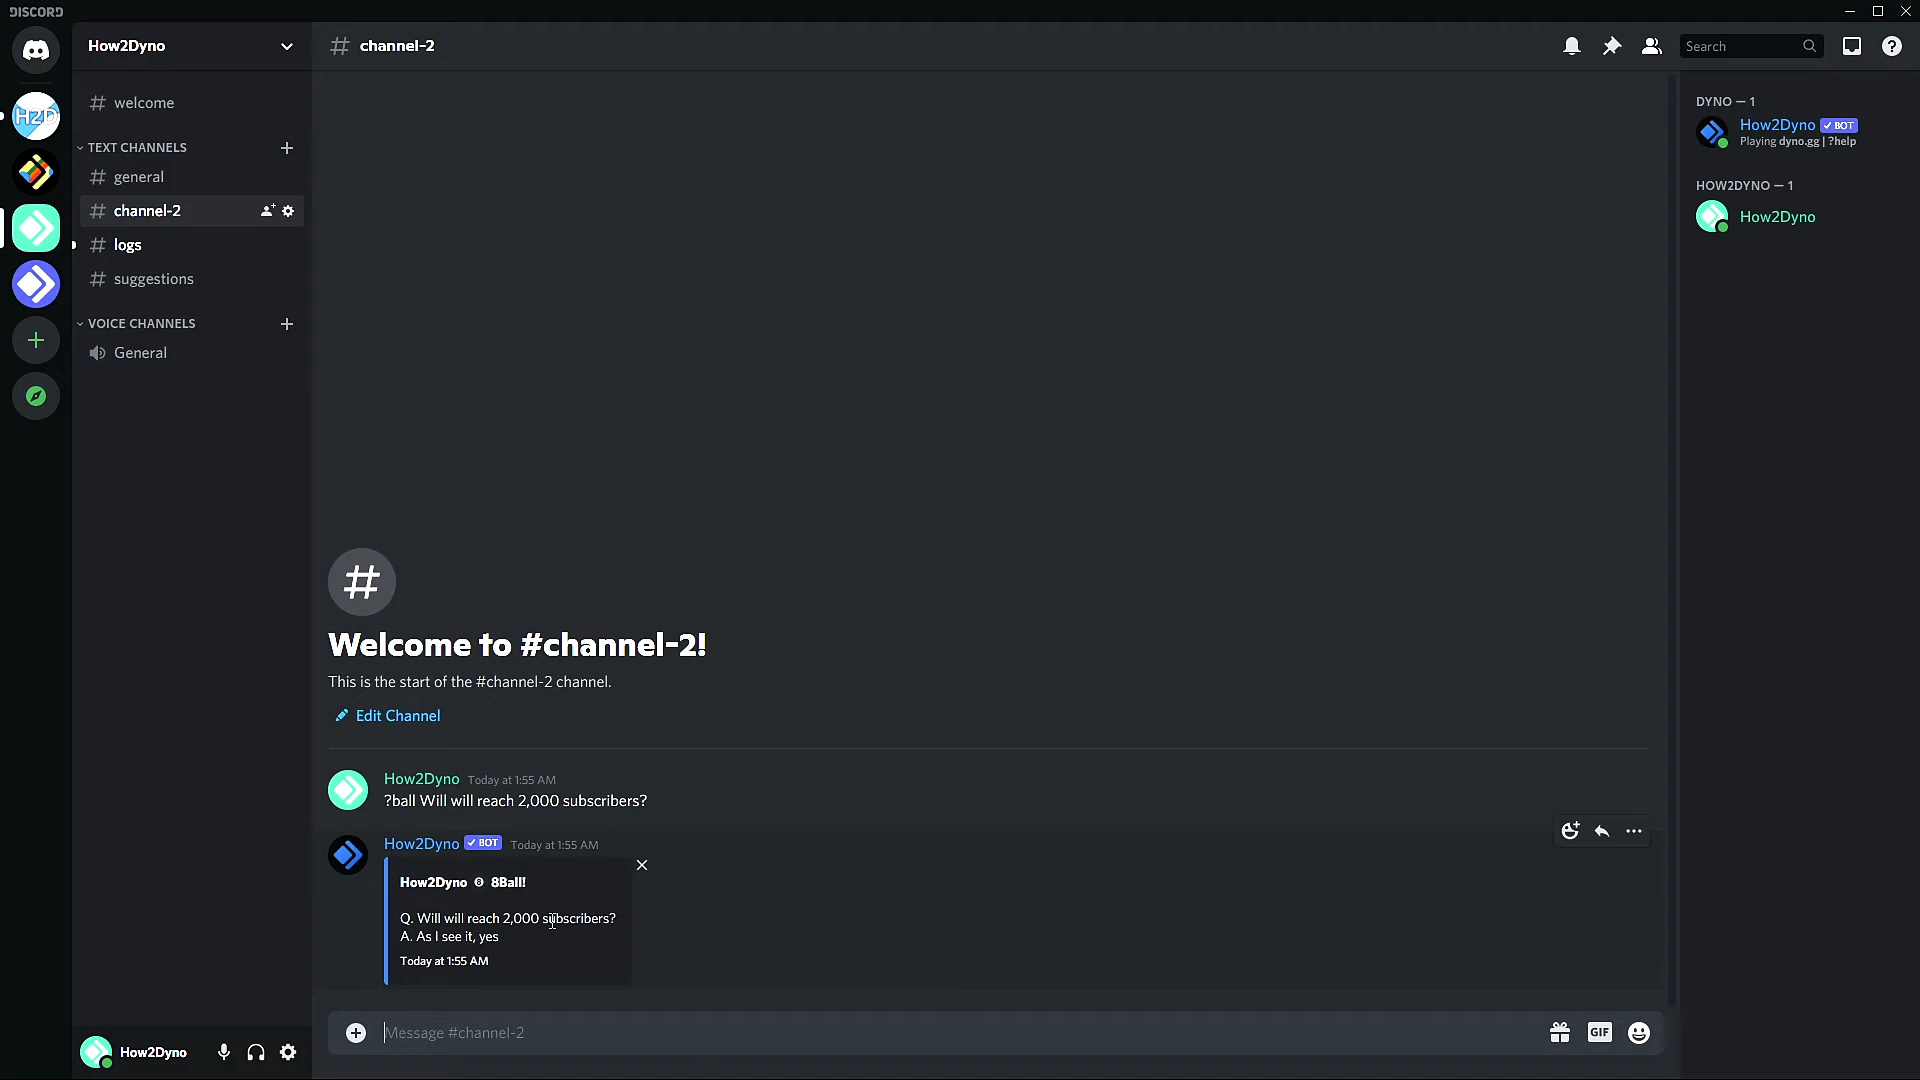 DISCORD
How2Dyno
channel-2
Search
welcome
TEXT CHANNELS
general
channel-2
logs
suggestions
VOICE CHANNELS
General
H2D
Welcome to #channel-2!
This is the start of the #channel-2 channel.
Edit Channel
How2Dyno Today at 1:55 AM
?ball Will will reach 2,000 subscribers?
How2Dyno ✓ BOT Today at 1:55 AM
How2Dyno 8 8Ball!
Q. Will will reach 2,000 subscribers?
A. As I see it, yes
Today at 1:55 AM
Message #channel-2
GIF
How2Dyno
DYNO — 1
How2Dyno ✓ BOT
Playing dyno.gg | ?help
HOW2DYNO — 1
How2Dyno